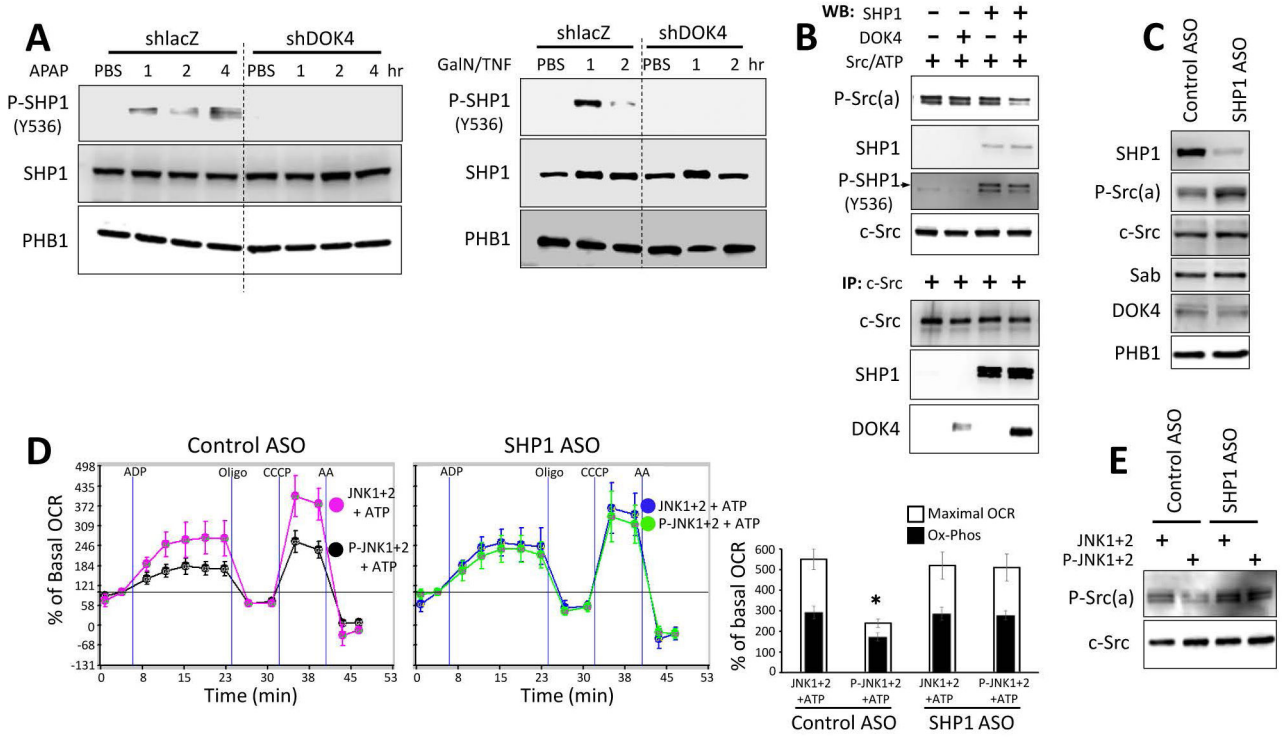 A
shlacZ shDOK4
APAP PBS 1 2 4 PBS 1 2 4 hr
P-SHP1
(Y536)
SHP1
PHB1
shlacZ shDOK4
GalN/TNF PBS 1 2 PBS 1 2 hr
P-SHP1
(Y536)
SHP1
PHB1
B
WB: SHP1 - - + +
DOK4 - + - +
Src/ATP + + + +
P-Src(a)
SHP1
P-SHP1
(Y536)
c-Src
IP: c-Src + + + +
c-Src
SHP1
DOK4
C
Control ASO
SHP1 ASO
SHP1
P-Src(a)
c-Src
Sab
DOK4
PHB1
D
Control ASO
% of Basal OCR
498
435
372
309
246
184
121
58
0
-68
-131
ADP Oligo CCCP AA
JNK1+2
+ ATP
P-JNK1+2
+ ATP
0 8 15 23 30 38 45 53
Time (min)
SHP1 ASO
ADP Oligo CCCP AA
JNK1+2 + ATP
P-JNK1+2 + ATP
0 8 15 23 30 38 45 53
Time (min)
Maximal OCR
Ox-Phos
% of basal OCR
600
500
400
300
200
100
0
*
JNK1+2 P-JNK1+2 JNK1+2 P-JNK1+2
+ATP +ATP +ATP +ATP
Control ASO SHP1 ASO
E
Control ASO
SHP1 ASO
JNK1+2 + +
P-JNK1+2 + +
P-Src(a)
c-Src